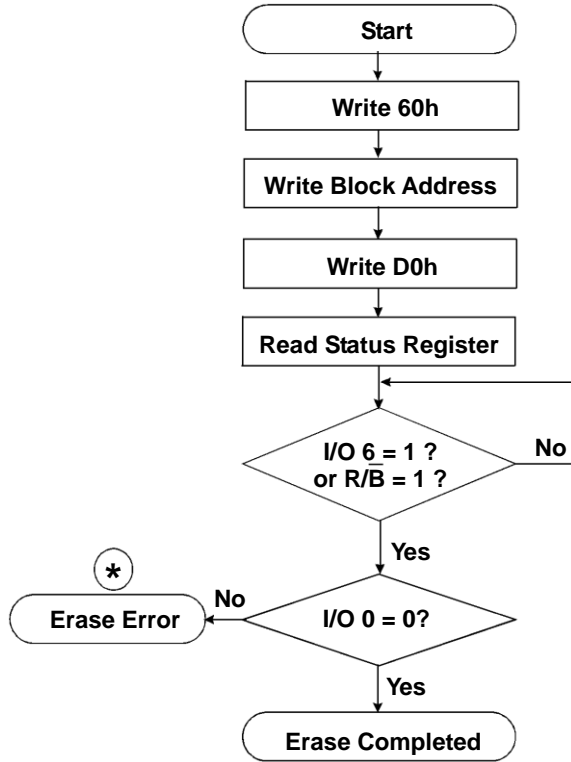 Start
Write 60h
Write Block Address
Write D0h
Read Status Register
I/O 6 = 1 ?
or R/B̅ = 1 ?
No
Yes
*
Erase Error
No
I/O 0 = 0?
Yes
Erase Completed